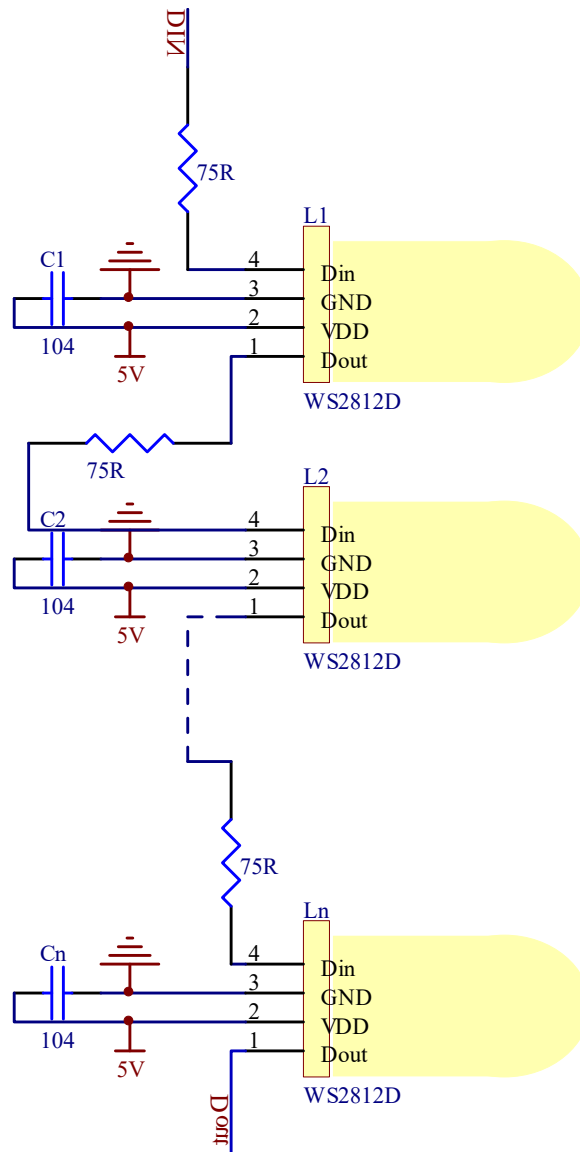 DIN
75R
L1
C1
4
Din
3
GND
2
VDD
104
1
Dout
5V
WS2812D
75R
L2
C2
4
Din
3
GND
2
VDD
104
1
Dout
5V
WS2812D
75R
Ln
Cn
4
Din
3
GND
2
VDD
104
1
Dout
5V
WS2812D
Dout